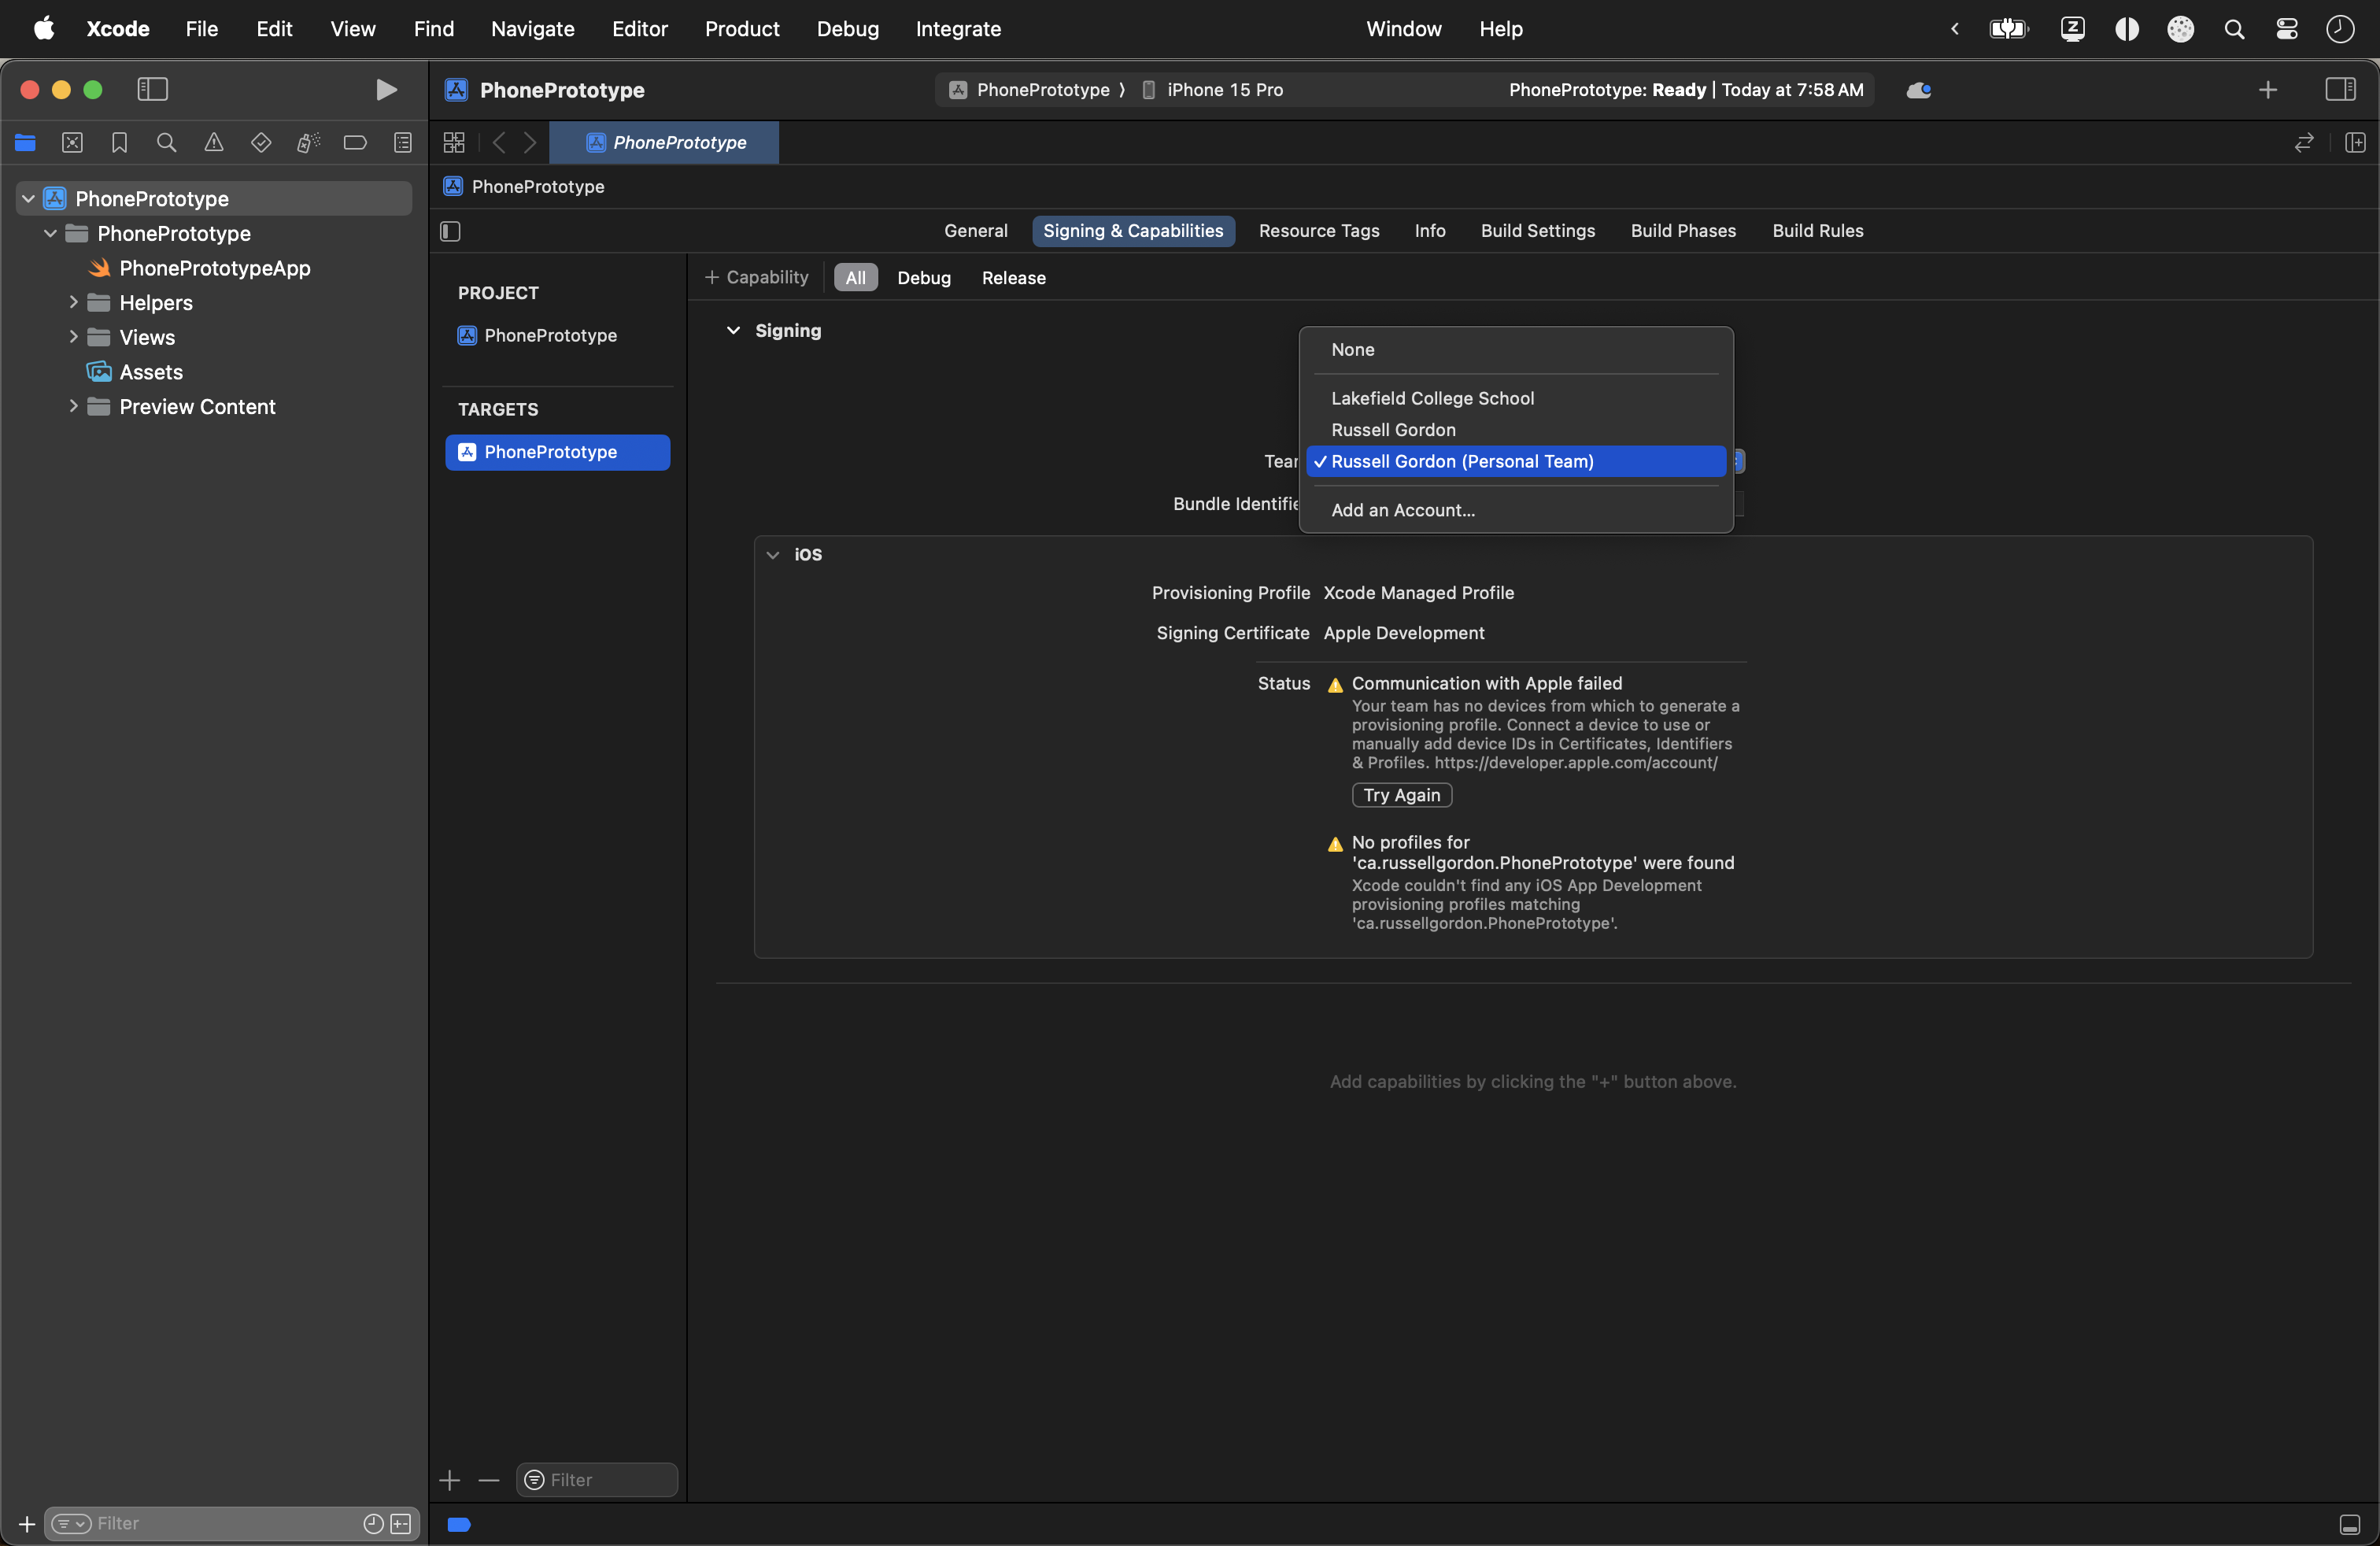 Xcode File Edit View Find Navigate Editor Product Debug Integrate Window Help
PhonePrototype
PhonePrototype 〉 iPhone 15 Pro
PhonePrototype: Ready | Today at 7:58 AM
PhonePrototype
PhonePrototype
PhonePrototype
PhonePrototype
PhonePrototypeApp
Helpers
Views
Assets
Preview Content
General Signing & Capabilities Resource Tags Info Build Settings Build Phases Build Rules
PROJECT
PhonePrototype
TARGETS
PhonePrototype
+ Capability All Debug Release
Signing
None
Lakefield College School
Russell Gordon
✓ Russell Gordon (Personal Team)
Add an Account...
Bundle Identifie
iOS
Provisioning Profile Xcode Managed Profile
Signing Certificate Apple Development
Status Communication with Apple failed
Your team has no devices from which to generate a
provisioning profile. Connect a device to use or
manually add device IDs in Certificates, Identifiers
& Profiles. https://developer.apple.com/account/
Try Again
No profiles for
'ca.russellgordon.PhonePrototype' were found
Xcode couldn't find any iOS App Development
provisioning profiles matching
'ca.russellgordon.PhonePrototype'.
Add capabilities by clicking the "+" button above.
Filter
Filter